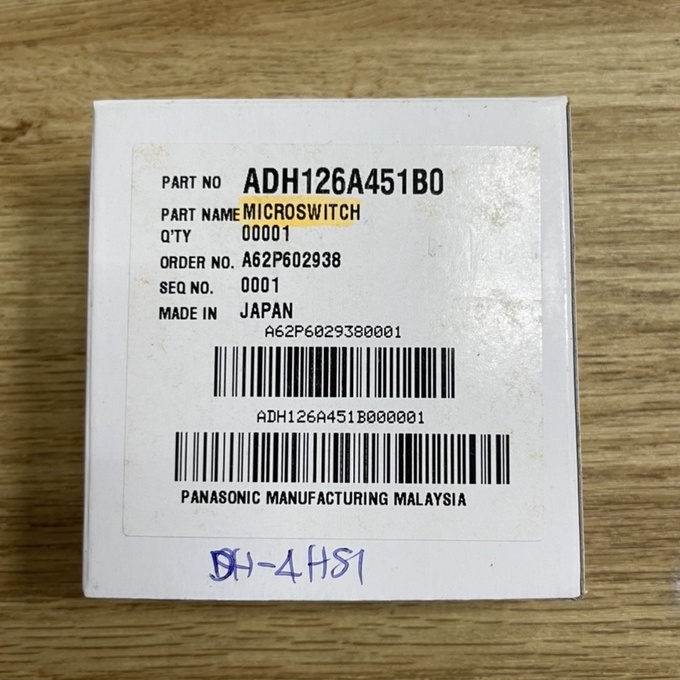 PART NO ADH126A451B0
PART NAME MICROSWITCH
Q'TY 00001
ORDER NO. A62P602938
SEQ NO. 0001
MADE IN JAPAN
A62P6029380001
ADH126A451B000001
PANASONIC MANUFACTURING MALAYSIA
DH-4HS1